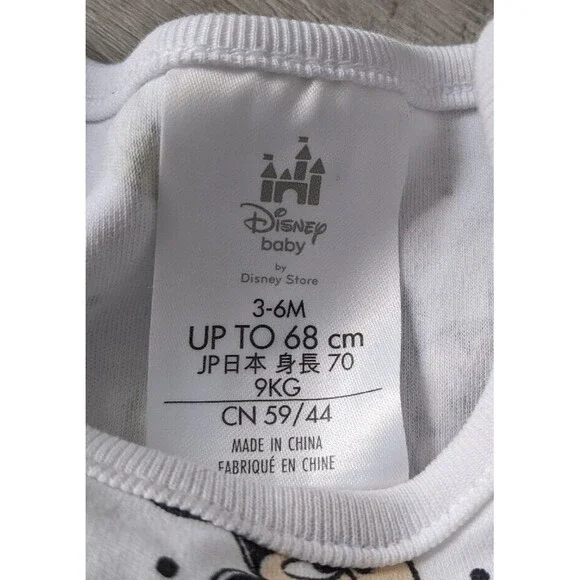 Disney
baby
by
Disney Store
3-6M
UP TO 68 cm
JP日本 身長 70
9KG
CN 59/44
MADE IN CHINA
FABRIQUÉ EN CHINE